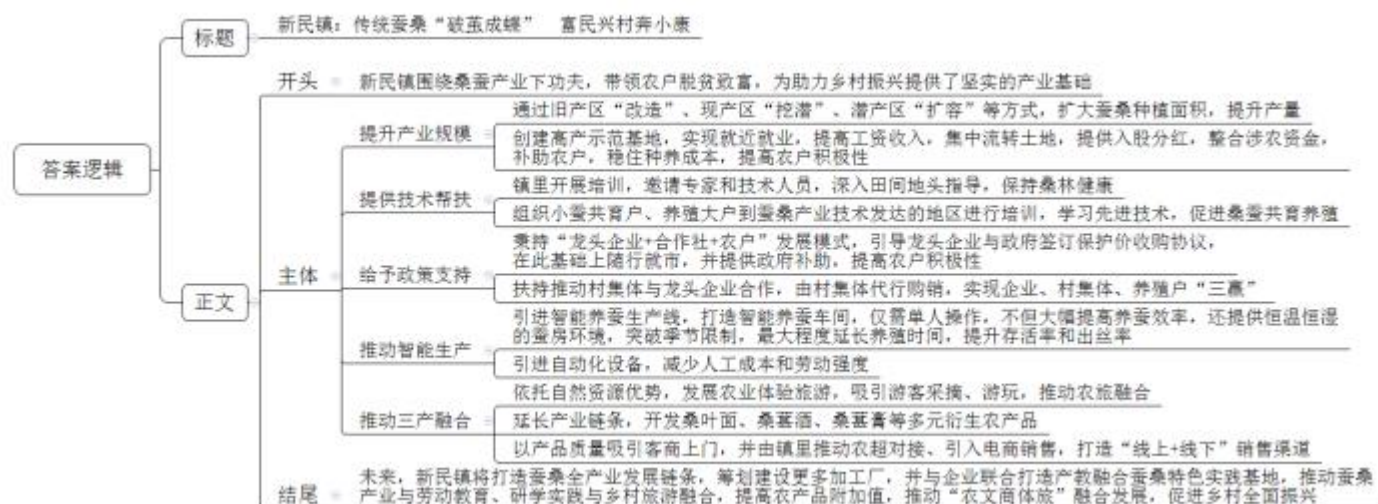 标题
新民镇：传统蚕桑“破茧成蝶” 富民兴村奔小康
答案逻辑
正文
开头
新民镇围绕桑蚕产业下功夫，带领农户脱贫致富，为助力乡村振兴提供了坚实的产业基础
主体
提升产业规模
通过旧产区“改造”、现产区“挖潜”、潜产区“扩容”等方式，扩大蚕桑种植面积，提升产量
创建高产示范基地，实现就近就业，提高工资收入，集中流转土地，提供入股分红，整合涉农资金，
补助农户，稳住种养成本，提高农户积极性
提供技术帮扶
镇里开展培训，邀请专家和技术人员，深入田间地头指导，保持桑林健康
组织小蚕共育户、养殖大户到蚕桑产业技术发达的地区进行培训，学习先进技术，促进桑蚕共育养殖
给予政策支持
秉持“龙头企业+合作社+农户”发展模式，引导龙头企业与政府签订保护价收购协议，
在此基础上随行就市，并提供政府补助，提高农户积极性
扶持推动村集体与龙头企业合作，由村集体代行购销，实现企业、村集体、养殖户“三赢”
推动智能生产
引进智能养蚕生产线，打造智能养蚕车间，仅需单人操作，不但大幅提高养蚕效率，还提供恒温恒湿
的蚕房环境，突破季节限制，最大程度延长养殖时间，提升存活率和出丝率
引进自动化设备，减少人工成本和劳动强度
推动三产融合
依托自然资源优势，发展农业体验旅游，吸引游客采摘、游玩，推动农旅融合
延长产业链条，开发桑叶面、桑葚酒、桑葚膏等多元衍生农产品
以产品质量吸引客商上门，并由镇里推动农超对接、引入电商销售，打造“线上+线下”销售渠道
结尾
未来，新民镇将打造蚕桑全产业发展链条，筹划建设更多加工厂，并与企业联合打造产教融合蚕桑特色实践基地，推动蚕桑
产业与劳动教育、研学实践与乡村旅游融合，提高农产品附加值，推动“农文商体旅”融合发展，促进乡村全面振兴